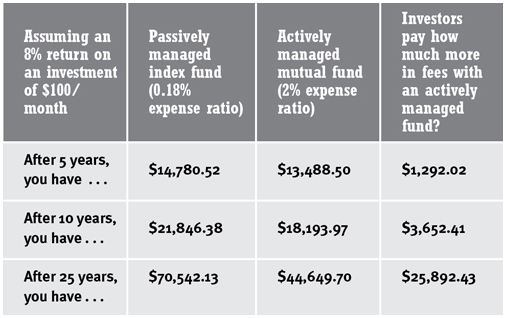 Assuming an
8% return on
an investment
of $100/
month
Passively
managed
index fund
(0.18%
expense ratio)
Actively
managed
mutual fund
(2% expense
ratio)
Investors
pay how
much more
in fees with
an actively
managed
fund?
After 5 years,
you have ...
$14,780.52
$13,488.50
$1,292.02
After 10 years,
you have ...
$21,846.38
$18,193.97
$3,652.41
After 25 years,
you have ...
$70,542.13
$44,649.70
$25,892.43